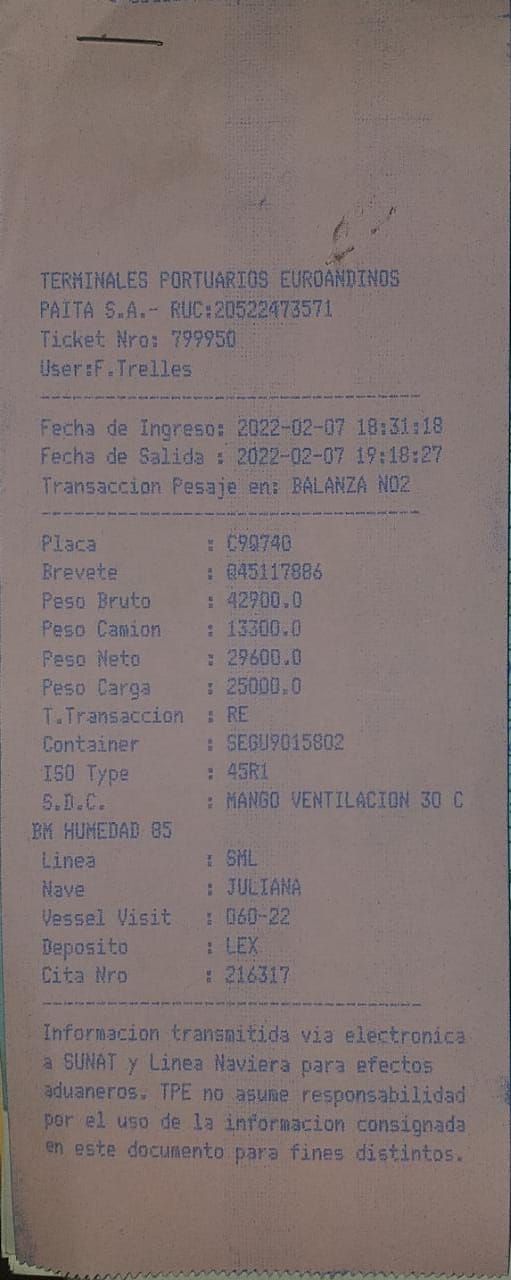 TERMINALES PORTUARIOS EUROANDINOS
PAITA S.A.- RUC:20522473571
Ticket Nro: 799950
User:F.Trelles
Fecha de Ingreso: 2022-02-07 18:31:18
Fecha de Salida : 2022-02-07 19:18:27
Transaccion Pesaje en: BALANZA NO2
Placa : C9Q740
Brevete : Q45117886
Peso Bruto : 42900.0
Peso Camion : 13300.0
Peso Neto : 29600.0
Peso Carga : 25000.0
T.Transaccion : RE
Container : SEGU9015802
ISO Type : 45R1
S.D.C. : MANGO VENTILACION 30 C
BM HUMEDAD 85
Linea : SML
Nave : JULIANA
Vessel Visit : 060-22
Deposito : LEX
Cita Nro : 216317
Informacion transmitida via electronica
a SUNAT y Linea Naviera para efectos
aduaneros. TPE no asume responsabilidad
por el uso de la informacion consignada
en este documento para fines distintos.